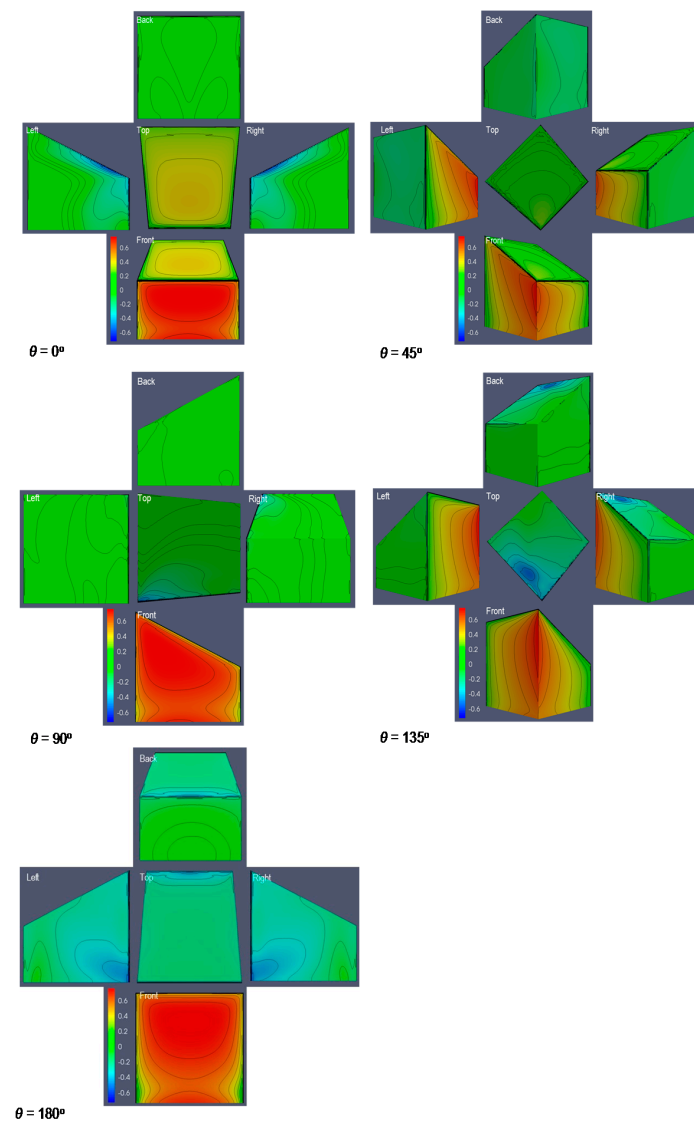 Back
Left
Top
Right
Front
0.6
0.4
0.2
0
-0.2
-0.4
-0.6
θ = 0º
Back
Left
Top
Right
Front
0.6
0.4
0.2
0
-0.2
-0.4
-0.6
θ = 45º
Back
Left
Top
Right
Front
0.6
0.4
0.2
0
-0.2
-0.4
-0.6
θ = 90º
Back
Left
Top
Right
Front
0.6
0.4
0.2
0
-0.2
-0.4
-0.6
θ = 135º
Back
Left
Top
Right
Front
0.6
0.4
0.2
0
-0.2
-0.4
-0.6
θ = 180º